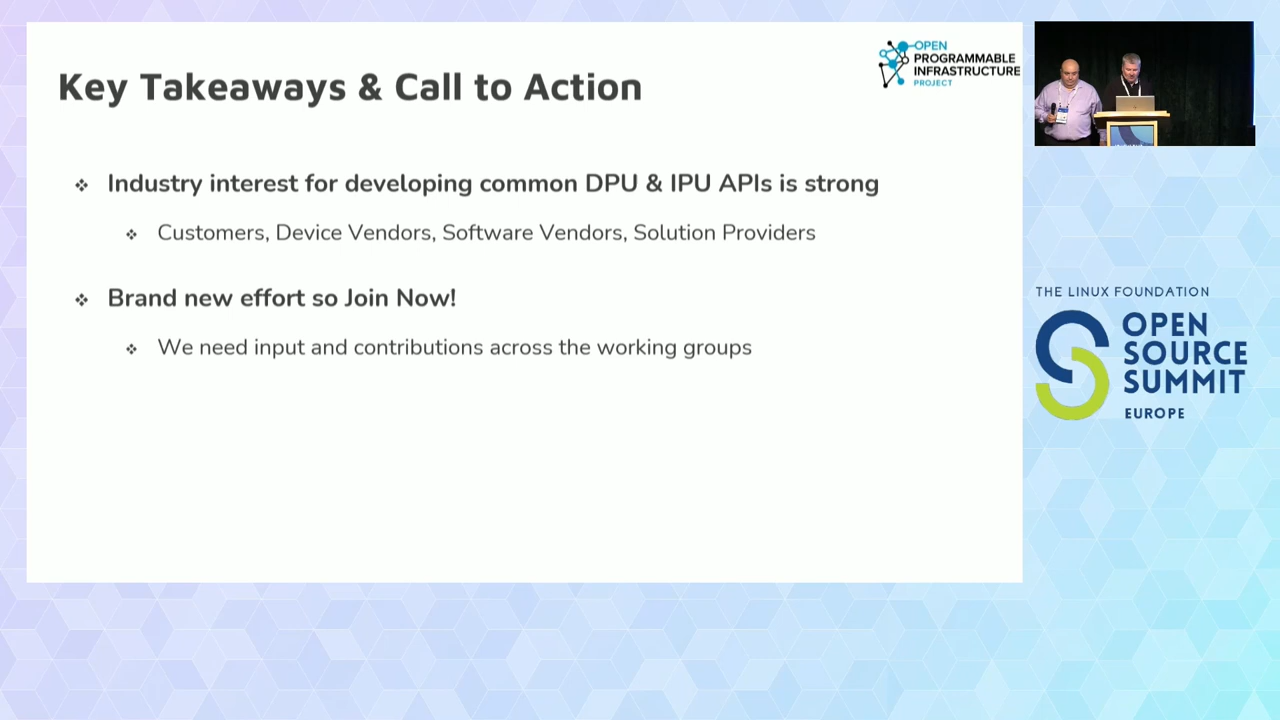 Key Takeaways & Call to Action
OPEN
PROGRAMMABLE
INFRASTRUCTURE
PROJECT
❖ Industry interest for developing common DPU & IPU APIs is strong
❖ Customers, Device Vendors, Software Vendors, Solution Providers
❖ Brand new effort so Join Now!
❖ We need input and contributions across the working groups
THE LINUX FOUNDATION
OPEN
SOURCE
SUMMIT
EUROPE